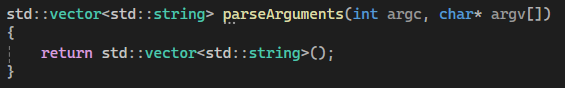 std::vector<std::string> parseArguments(int argc, char* argv[])
{
    return std::vector<std::string>();
}